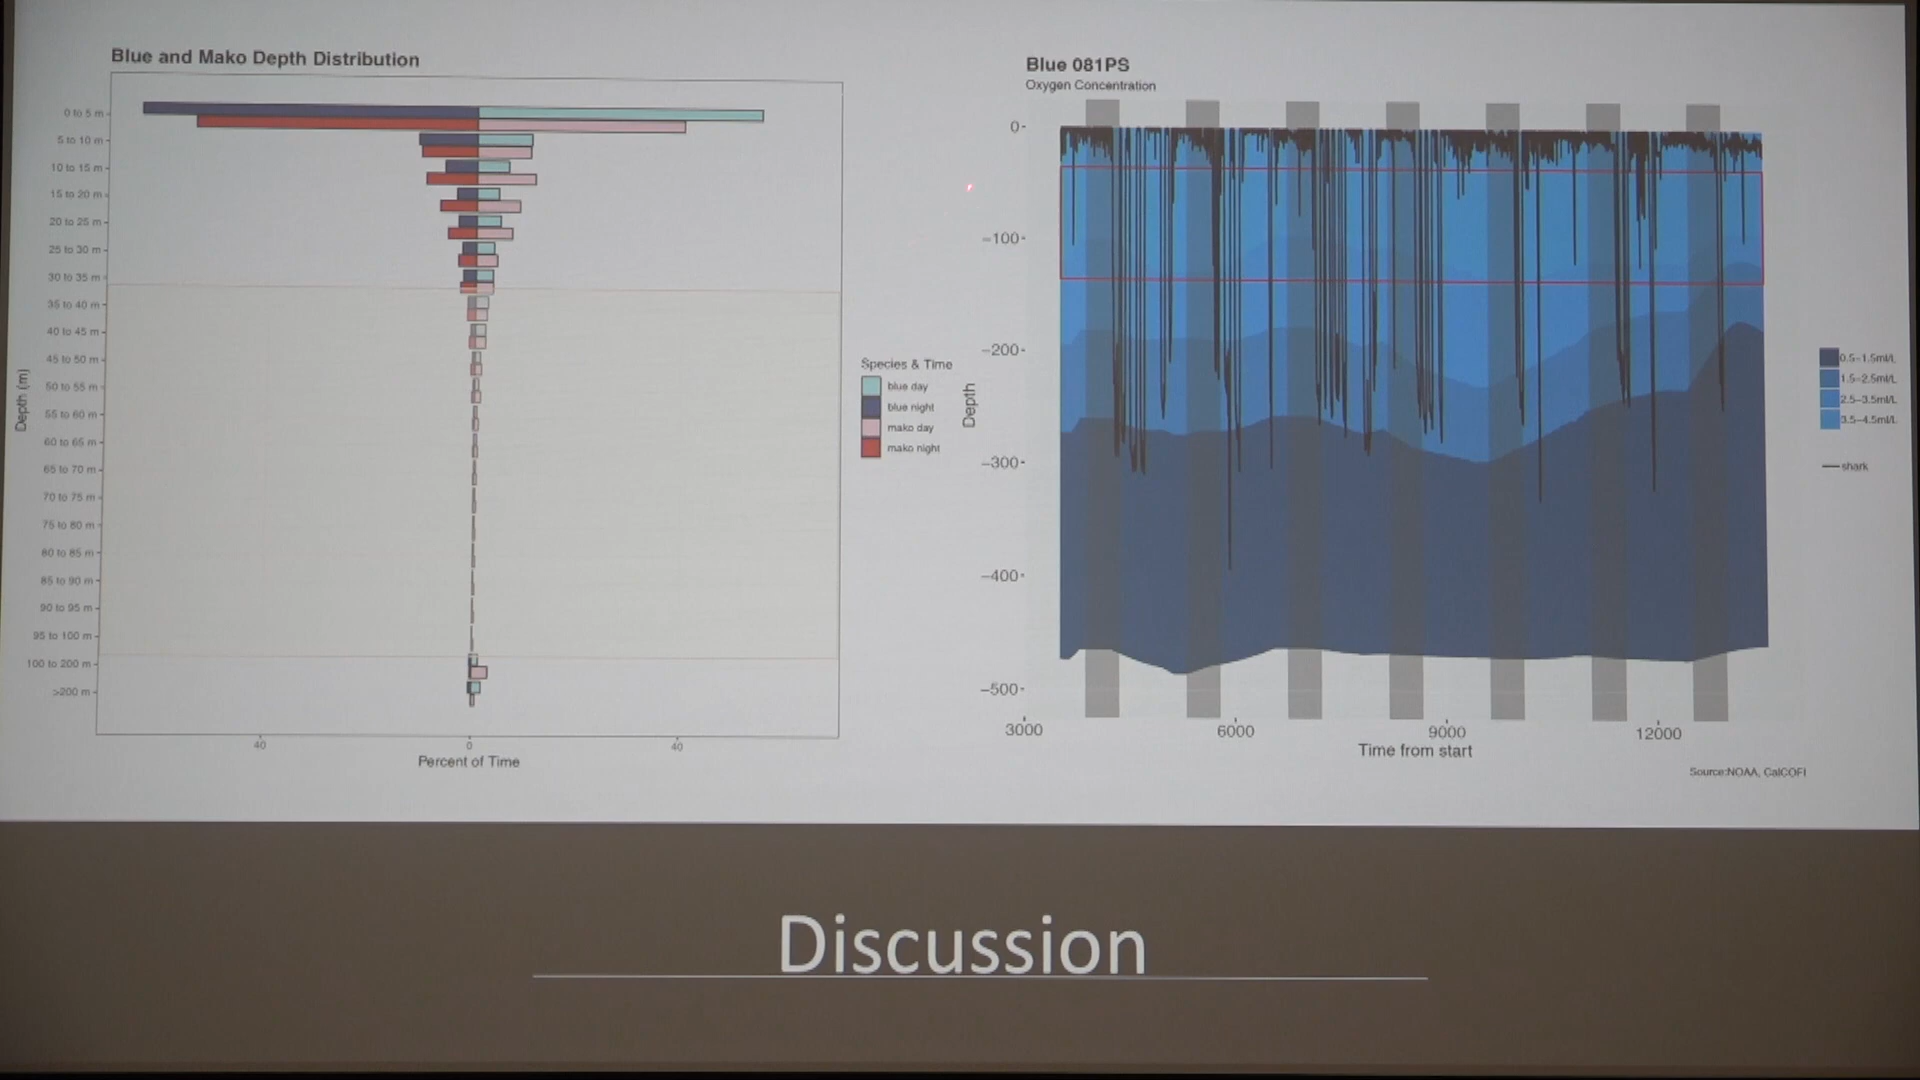 Blue and Mako Depth Distribution
0 to 5 m
5 to 10 m
10 to 15 m
15 to 20 m
20 to 25 m
25 to 30 m
30 to 35 m
35 to 40 m
40 to 45 m
45 to 50 m
50 to 55 m
55 to 60 m
60 to 65 m
65 to 70 m
70 to 75 m
75 to 80 m
80 to 85 m
85 to 90 m
90 to 95 m
95 to 100 m
100 to 200 m
>200 m
Depth (m)
40 0 40
Percent of Time
Species & Time
blue day
blue night
mako day
mako night
Blue 081PS
Oxygen Concentration
0
-100
-200
-300
-400
-500
Depth
3000 6000 9000 12000
Time from start
0.5-1.5ml/L
1.5-2.5ml/L
2.5-3.5ml/L
3.5-4.5ml/L
shark
Source:NOAA, CalCOFI
Discussion